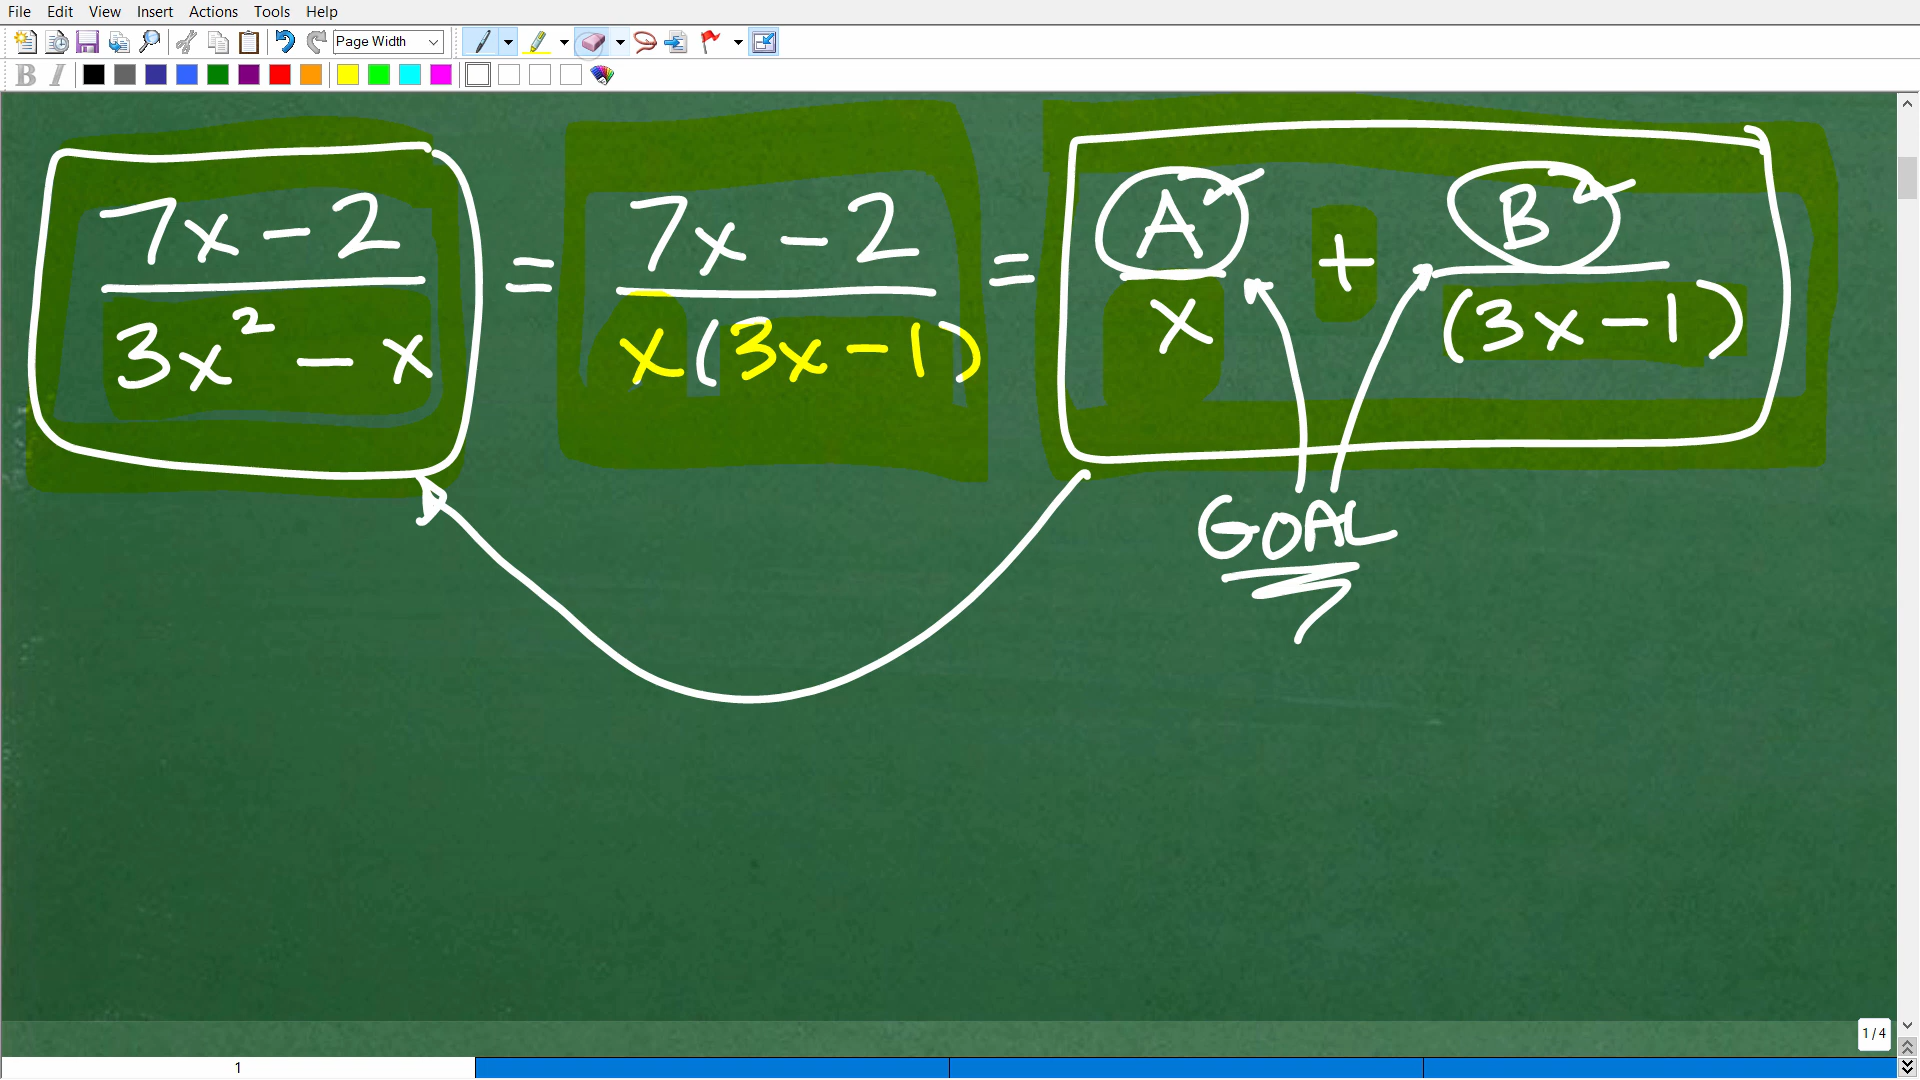 File Edit View Insert Actions Tools Help
Page Width
B I
7x - 2 / 3x² - x = 7x - 2 / x (3x - 1) = A / x + B / (3x - 1)
GOAL
1 / 4
1